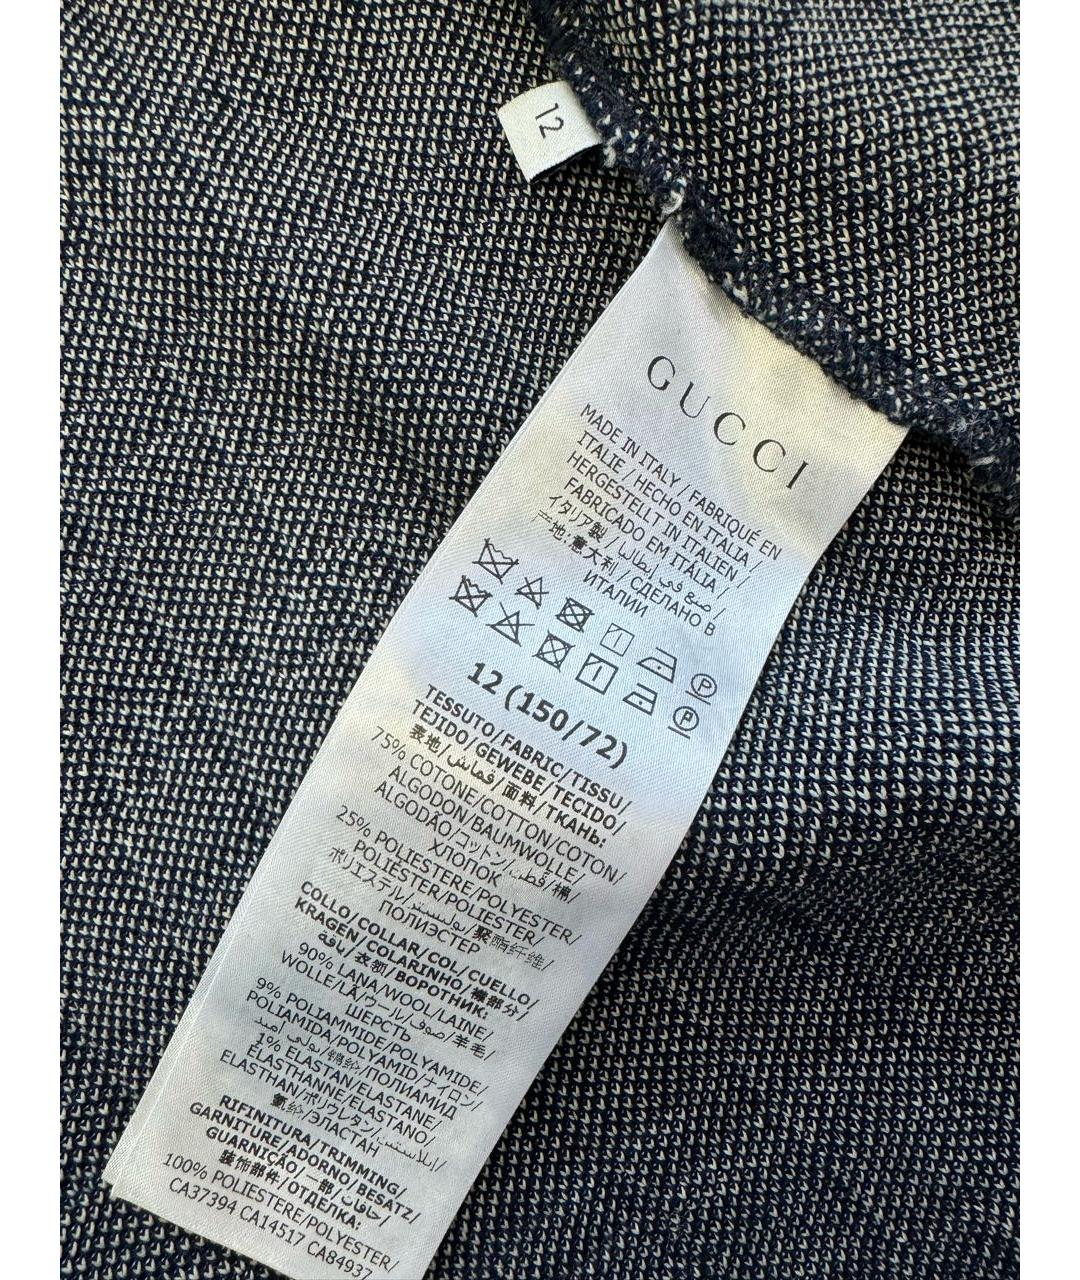 12
GUCCI
MADE IN ITALY / FABRIQUÉ EN
ITALIE / HECHO EN ITALIA /
HERGESTELLT IN ITALIEN /
FABRICADO EM ITÁLIA /
イタリア製 / صنع في إيطاليا /
地:意大利 / СДЕЛАНО В
ИТАЛИИ
P
P
12 (150/72)
TESSUTO/FABRIC/TISSU/
TEJIDO/GEWEBE/TECIDO/
表地/قماش/面料/ТКАНЬ:
75% COTONE/COTTON/COTON/
ALGODON/BAUMWOLLE/
ALGODÃO/コットン/قطن/棉/
ХЛОПОК
25% POLIESTERE/POLYESTER/
POLIÉSTER/POLIESTER/
ポリエステル/بوليستر/聚酯纤维/
ПОЛИЭСТЕР
COLLO/COLLAR/COL/CUELLO/
KRAGEN/COLARINHO/襟部分/
ياقة/衣领/ВОРОТНИК:
90% LANA/WOOL/LAINE/
WOLLE/LÃ/ウール/صوف/羊毛/
ШЕРСТЬ
9% POLIAMMIDE/POLYAMIDE/
POLIAMIDA/POLYAMID/ナイロン/
بولي أميد/锦纶/ПОЛИАМИД
1% ELASTAN/ELASTANE/
ELASTHANNE/ELASTANO/
ELASTHAN/ポリウレタン/إيلاستين/
氨纶/ЭЛАСТАН
RIFINITURA/TRIMMING/
GARNITURE/ADORNO/BESATZ/
GUARNIÇÃO/一部/حافات/
装饰部件/ОТДЕЛКА:
100% POLIESTERE/POLYESTER/
CA37394 CA14517 CA84937